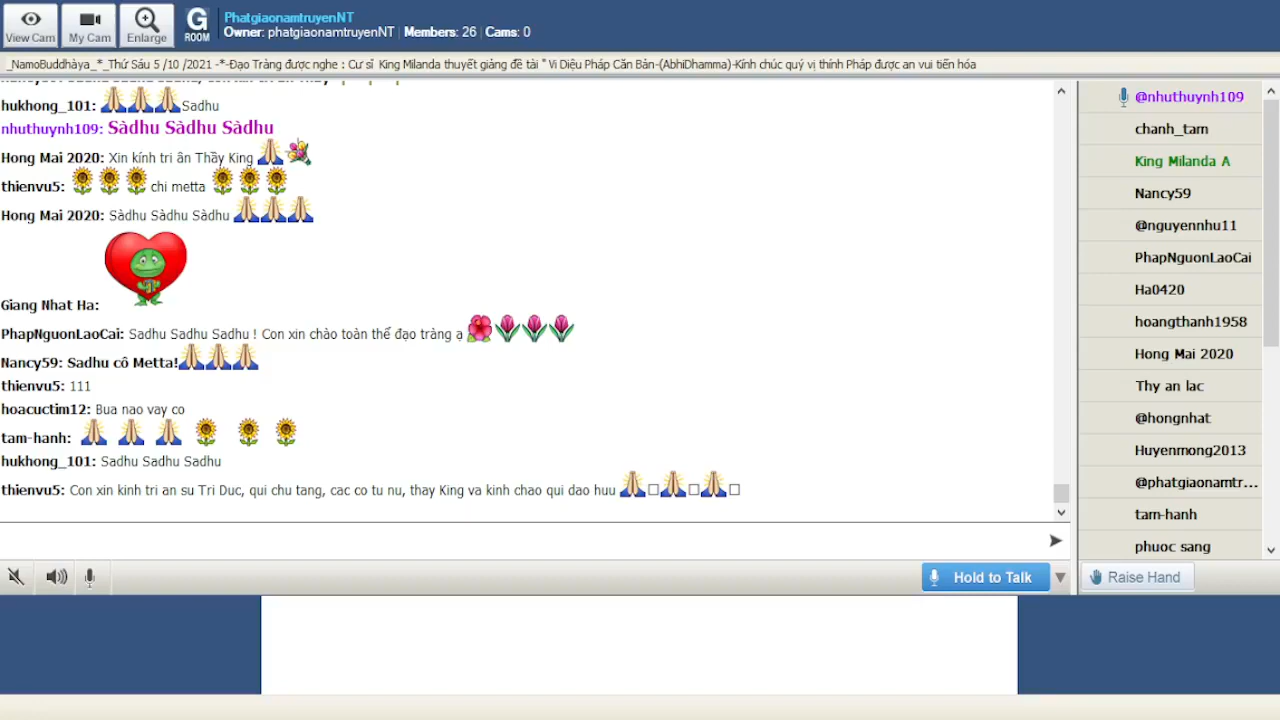 View Cam
My Cam
Enlarge
G
ROOM
PhatgiaonamtruyenNT
Owner: phatgiaonamtruyenNT | Members: 26 | Cams: 0
_NamoBuddhàya_*_Thứ Sáu 5 /10 /2021 -*-Đạo Tràng được nghe : Cư sĩ King Milanda thuyết giảng đề tài " Vi Diệu Pháp Căn Bản-(AbhiDhamma)-Kính chúc quý vị thính Pháp được an vui tiến hóa
hukhong_101: 🙏🙏🙏Sadhu
nhuthuynh109: Sàdhu Sàdhu Sàdhu
Hong Mai 2020: Xin kính tri ân Thầy King 🙏💐
thienvu5: 🌻🌻🌻 chi metta 🌻🌻🌻
Hong Mai 2020: Sàdhu Sàdhu Sàdhu 🙏🙏🙏
Giang Nhat Ha:
PhapNguonLaoCai: Sadhu Sadhu Sadhu ! Con xin chào toàn thể đạo tràng ạ 🌺🌷🌷🌷
Nancy59: Sadhu cô Metta!🙏🙏🙏
thienvu5: 111
hoacuctim12: Bua nao vay co
tam-hanh: 🙏 🙏 🙏 🌻 🌻 🌻
hukhong_101: Sadhu Sadhu Sadhu
thienvu5: Con xin kinh tri an su Tri Duc, qui chu tang, cac co tu nu, thay King va kinh chao qui dao huu 🙏□🙏□🙏□
Hold to Talk
@nhuthuynh109
chanh_tam
King Milanda A
Nancy59
@nguyennhu11
PhapNguonLaoCai
Ha0420
hoangthanh1958
Hong Mai 2020
Thy an lac
@hongnhat
Huyenmong2013
@phatgiaonamtr...
tam-hanh
phuoc sang
Raise Hand